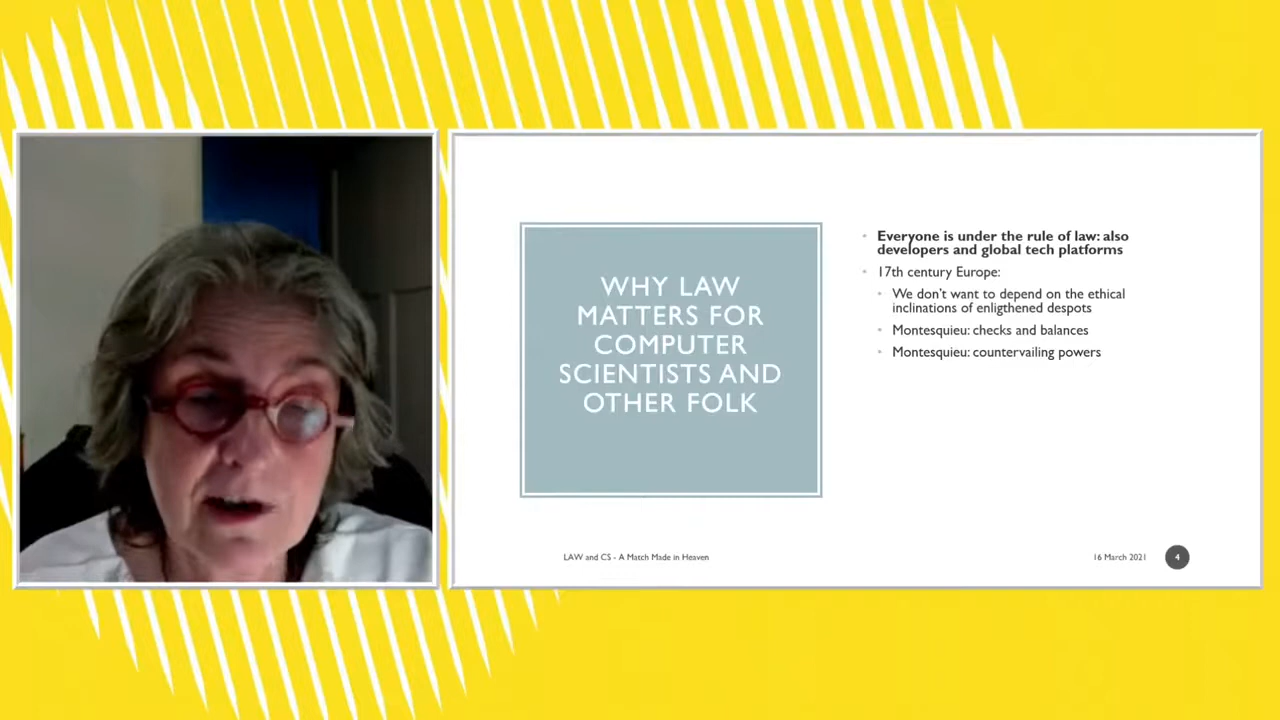 WHY LAW
MATTERS FOR
COMPUTER
SCIENTISTS AND
OTHER FOLK
Everyone is under the rule of law: also
developers and global tech platforms
17th century Europe:
We don't want to depend on the ethical
inclinations of enligthened despots
Montesquieu: checks and balances
Montesquieu: countervailing powers
LAW and CS - A Match Made in Heaven
16 March 2021
4